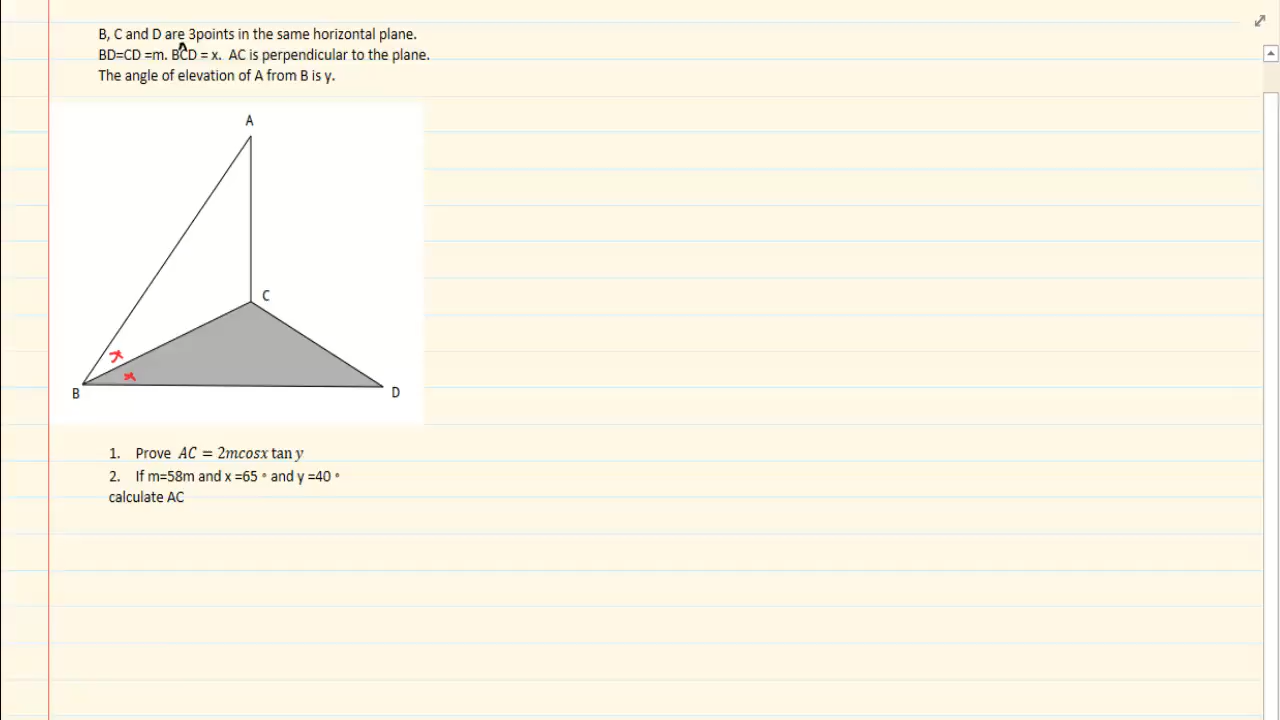 B, C and D are 3points in the same horizontal plane.
BD=CD =m. BĈD = x.  AC is perpendicular to the plane.
The angle of elevation of A from B is y.
A
C
x
x
B
D
1. Prove AC = 2mcosx tan y
2. If m=58m and x =65 ° and y =40 °
calculate AC